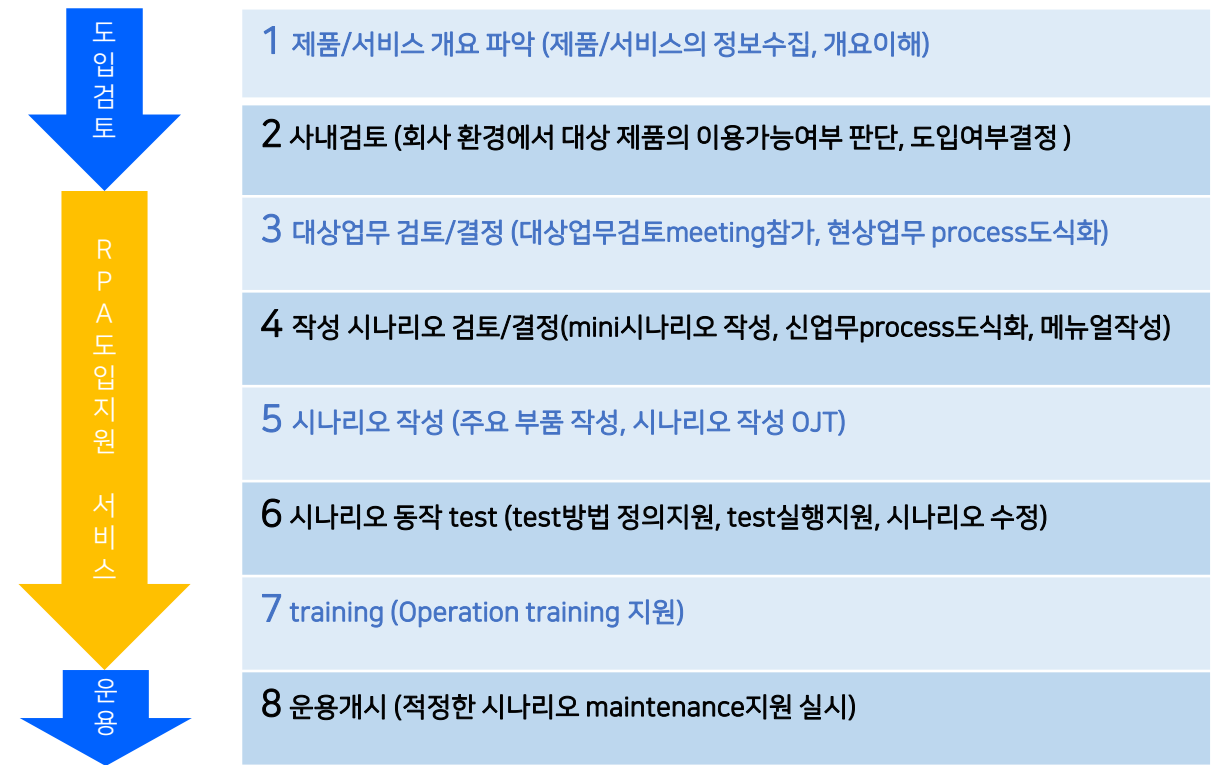 도입검토
1 제품/서비스 개요 파악 (제품/서비스의 정보수집, 개요이해)
2 사내검토 (회사 환경에서 대상 제품의 이용가능여부 판단, 도입여부결정 )
RPA도입지원 서비스
3 대상업무 검토/결정 (대상업무검토meeting참가, 현상업무 process도식화)
4 작성 시나리오 검토/결정(mini시나리오 작성, 신업무process도식화, 메뉴얼작성)
5 시나리오 작성 (주요 부품 작성, 시나리오 작성 OJT)
6 시나리오 동작 test (test방법 정의지원, test실행지원, 시나리오 수정)
7 training (Operation training 지원)
운용
8 운용개시 (적정한 시나리오 maintenance지원 실시)